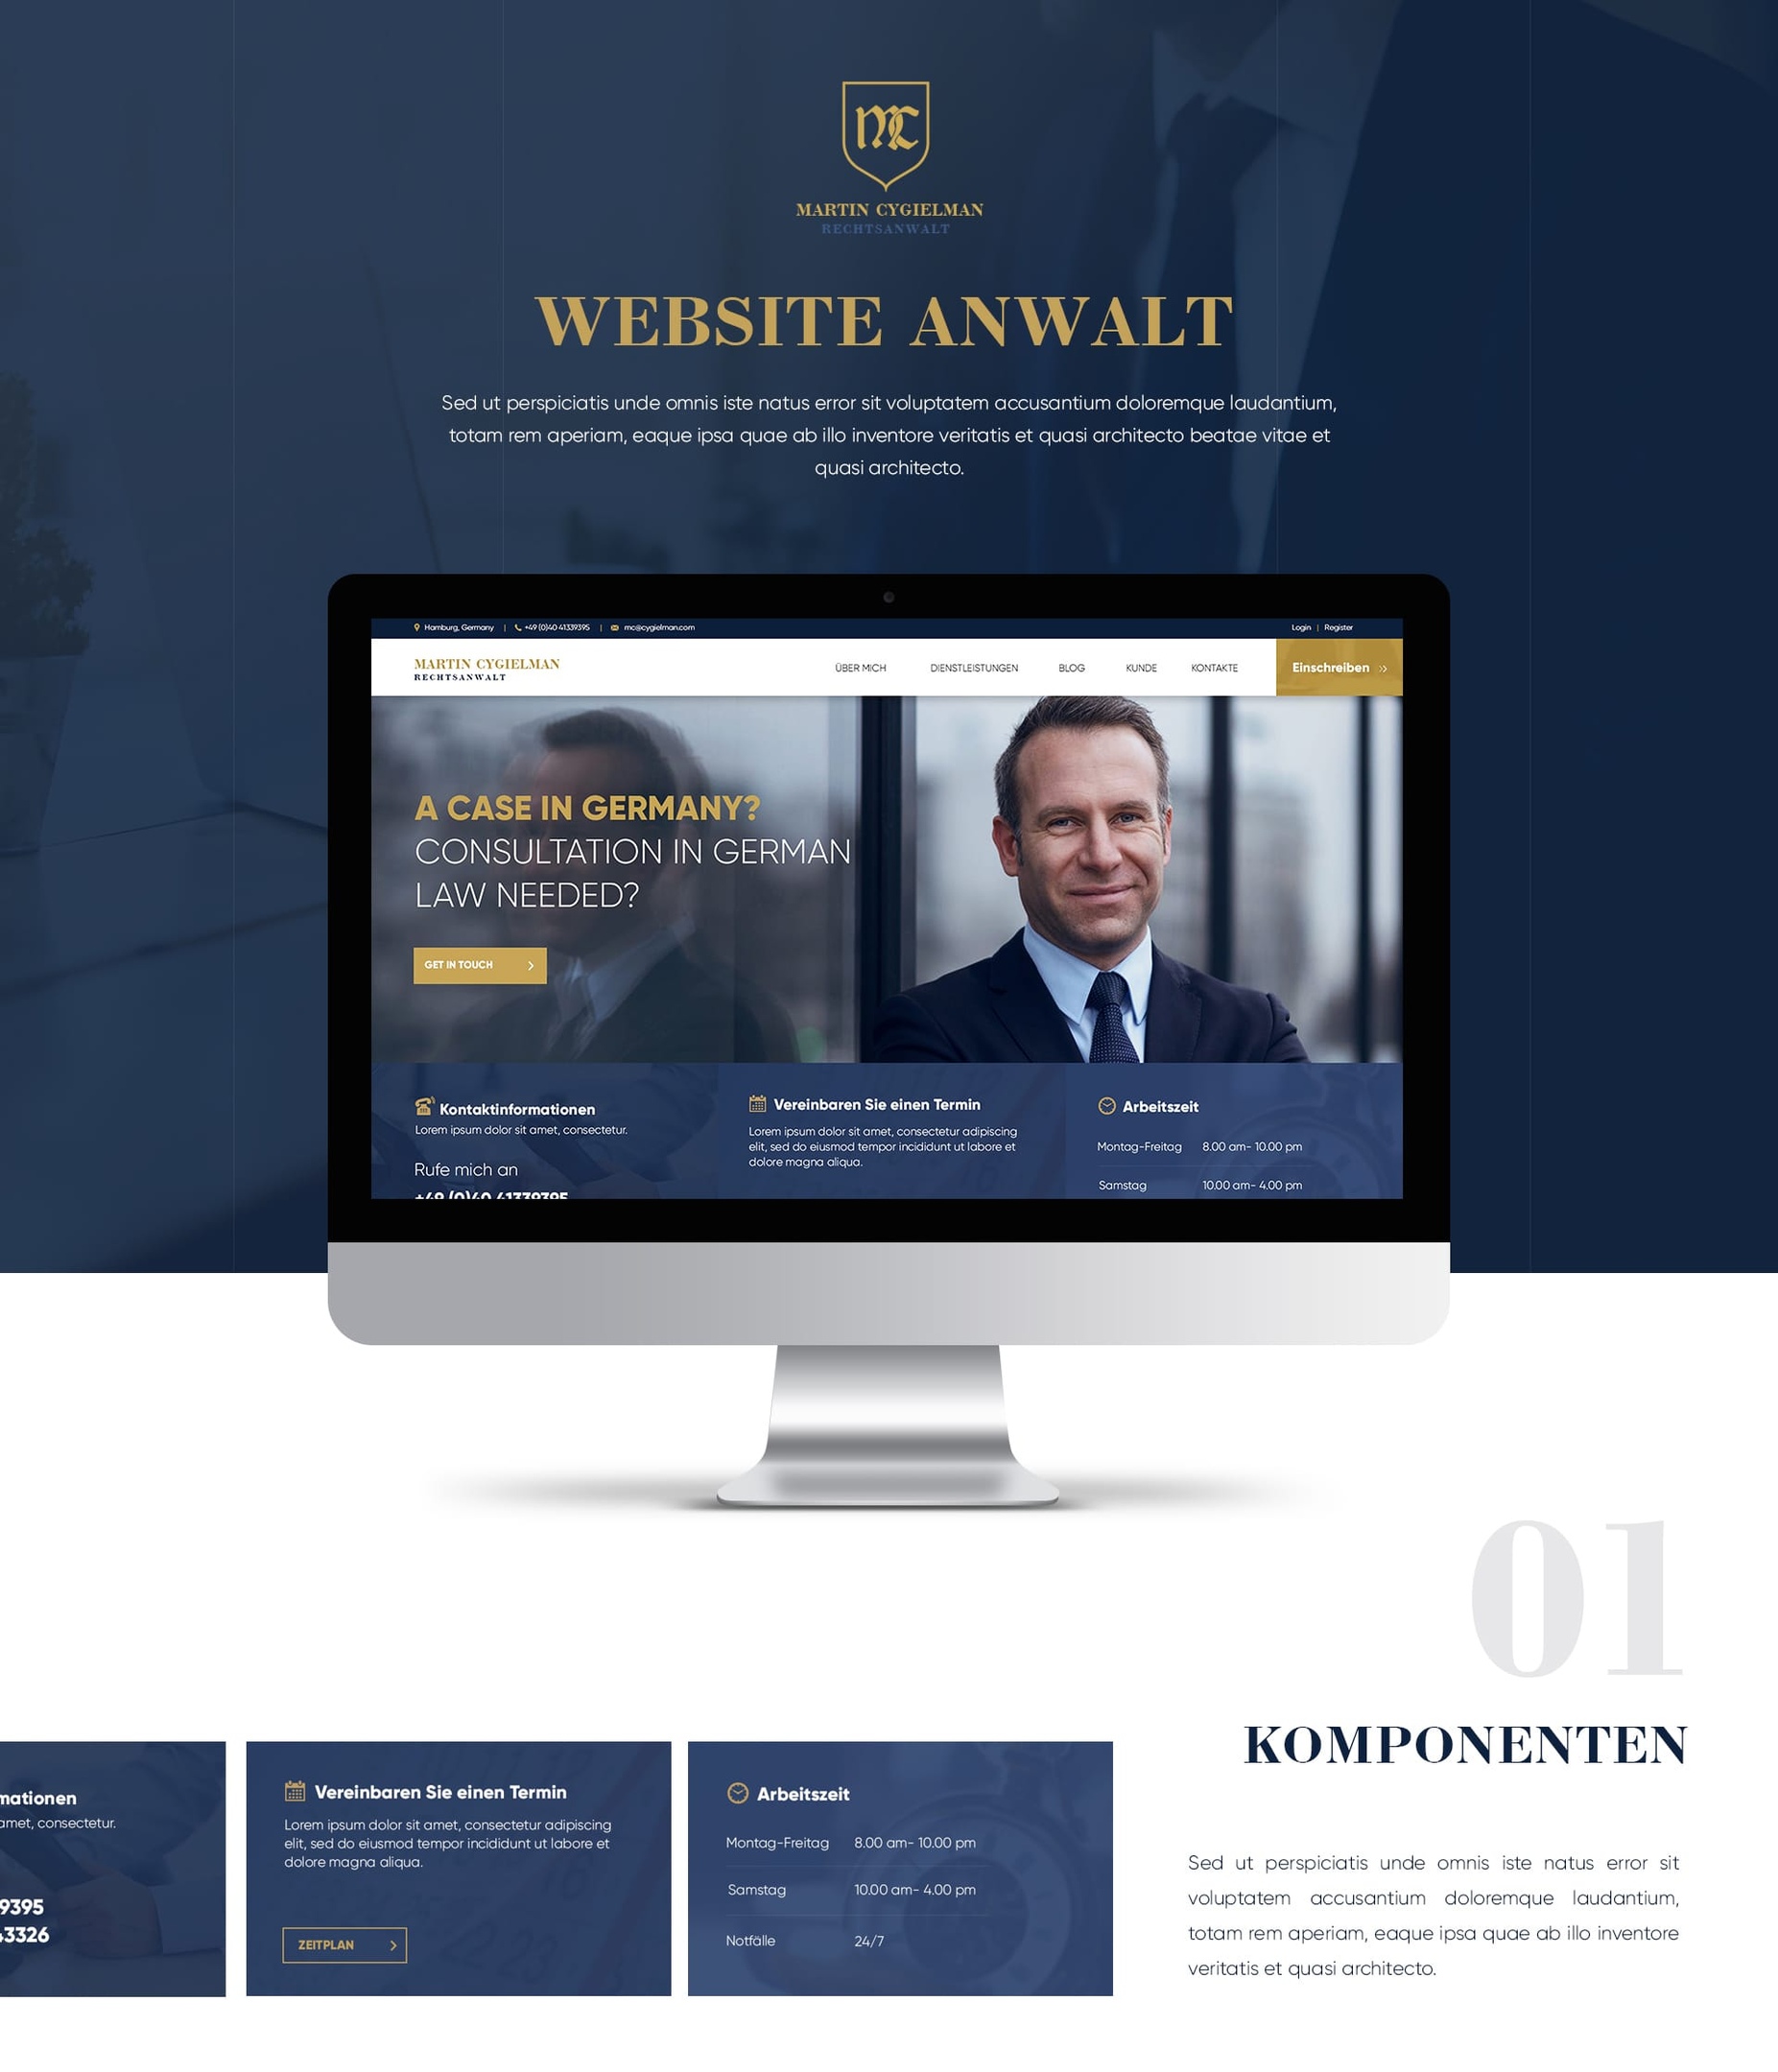 MC
MARTIN CYGIELMAN
RECHTSANWALT
WEBSITE ANWALT
Sed ut perspiciatis unde omnis iste natus error sit voluptatem accusantium doloremque laudantium,
totam rem aperiam, eaque ipsa quae ab illo inventore veritatis et quasi architecto beatae vitae et
quasi architecto.
Hamburg, Germany | +49 (0)40 41339395 | mc@cygielman.com
Login | Register
MARTIN CYGIELMAN
RECHTSANWALT
ÜBER MICH
DIENSTLEISTUNGEN
BLOG
KUNDE
KONTAKTE
Einschreiben »
A CASE IN GERMANY?
CONSULTATION IN GERMAN
LAW NEEDED?
GET IN TOUCH
Kontaktinformationen
Lorem ipsum dolor sit amet, consectetur.
Rufe mich an
+49 (0)40 41339395
Vereinbaren Sie einen Termin
Lorem ipsum dolor sit amet, consectetur adipiscing
elit, sed do eiusmod tempor incididunt ut labore et
dolore magna aliqua.
Arbeitszeit
Montag-Freitag 8.00 am- 10.00 pm
Samstag 10.00 am- 4.00 pm
01
KOMPONENTEN
Sed ut perspiciatis unde omnis iste natus error sit
voluptatem accusantium doloremque laudantium,
totam rem aperiam, eaque ipsa quae ab illo inventore
veritatis et quasi architecto.
mationen
amet, consectetur.
9395
43326
Vereinbaren Sie einen Termin
Lorem ipsum dolor sit amet, consectetur adipiscing
elit, sed do eiusmod tempor incididunt ut labore et
dolore magna aliqua.
ZEITPLAN
Arbeitszeit
Montag-Freitag 8.00 am- 10.00 pm
Samstag 10.00 am- 4.00 pm
Notfälle 24/7